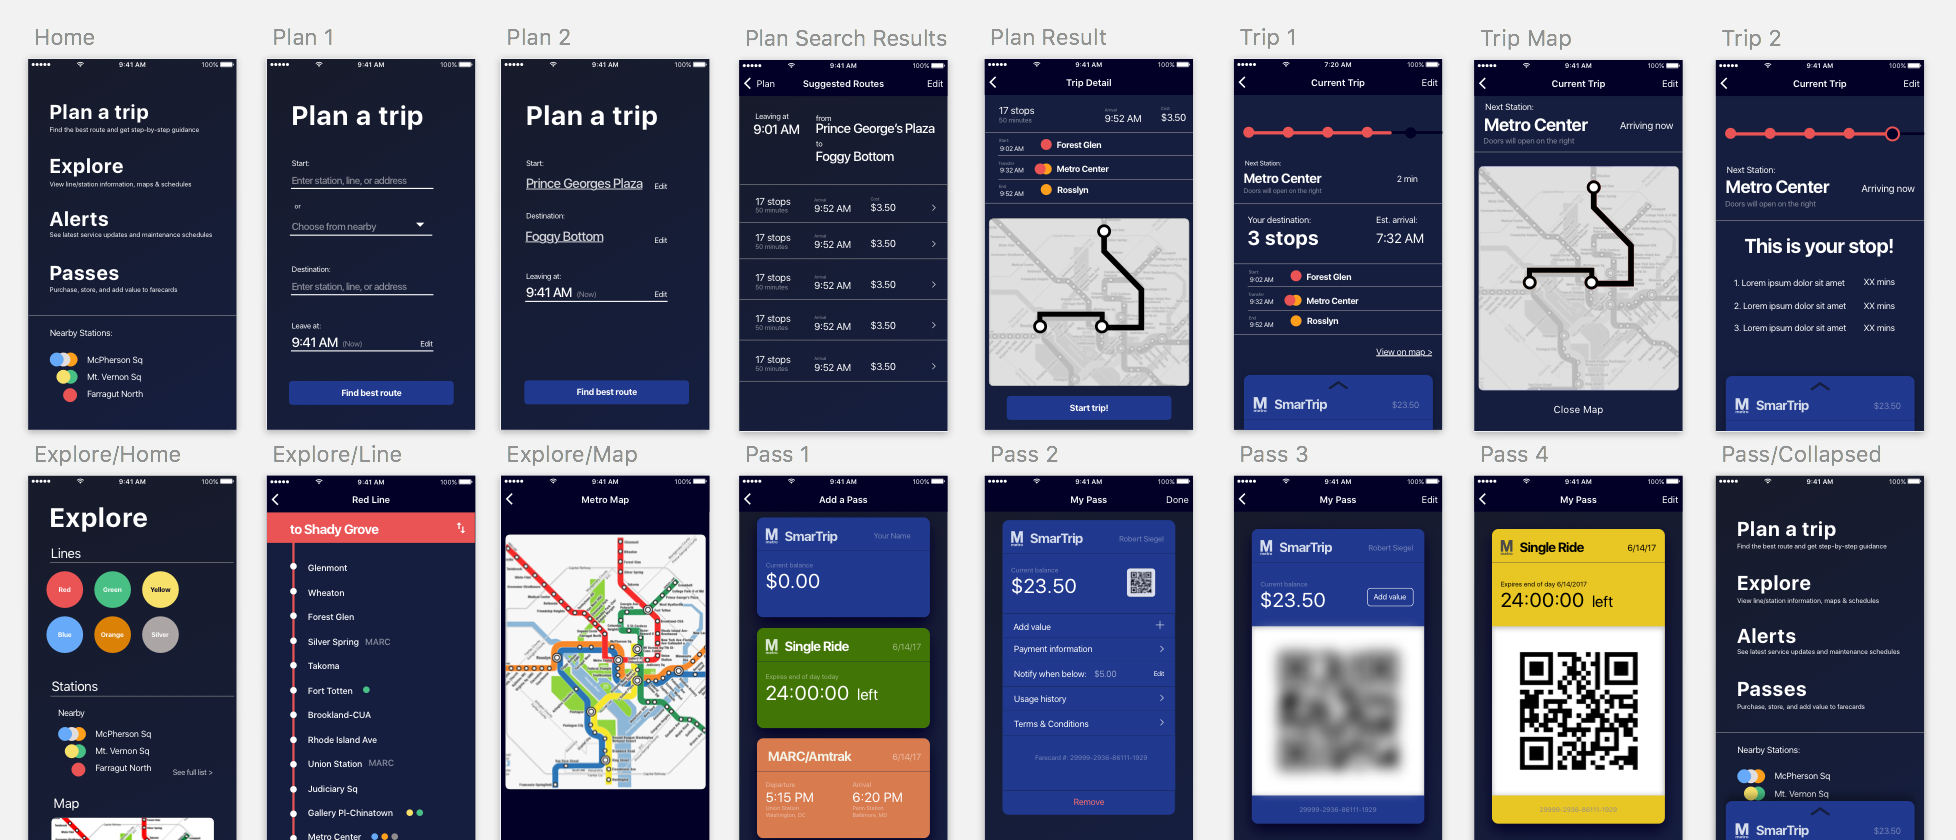 Home
9:41 AM 100%
Plan a trip
Find the best route and get step-by-step guidance
Explore
View line/station information, maps & schedules
Alerts
See latest service updates and maintenance schedules
Passes
Purchase, store, and add value to farecards
Nearby Stations:
McPherson Sq
Mt. Vernon Sq
Farragut North
Plan 1
9:41 AM 100%
Plan a trip
Start:
Enter station, line, or address
or
Choose from nearby
Destination:
Enter station, line, or address
Leave at:
9:41 AM (Now) Edit
Find best route
Plan 2
9:41 AM 100%
Plan a trip
Start:
Prince Georges Plaza Edit
Destination:
Foggy Bottom Edit
Leaving at:
9:41 AM (Now) Edit
Find best route
Plan Search Results
9:41 AM 100%
Plan Suggested Routes Edit
Leaving at
9:01 AM
from
Prince George's Plaza
to
Foggy Bottom
17 stops 9:52 AM $3.50
50 minutes
17 stops 9:52 AM $3.50
50 minutes
17 stops 9:52 AM $3.50
50 minutes
17 stops 9:52 AM $3.50
50 minutes
17 stops 9:52 AM $3.50
50 minutes
Plan Result
9:41 AM 100%
Trip Detail
17 stops 9:52 AM $3.50
50 minutes
Start
9:02 AM Forest Glen
Transfer
9:32 AM Metro Center
End
9:52 AM Rosslyn
Start trip!
Trip 1
7:20 AM 100%
Current Trip Edit
Next Station:
Metro Center 2 min
Doors will open on the right
Your destination: Est. arrival:
3 stops 7:32 AM
Start
9:02 AM Forest Glen
Transfer
9:32 AM Metro Center
End
9:52 AM Rosslyn
View on map >
M metro SmarTrip $23.50
Trip Map
9:41 AM 100%
Current Trip Edit
Next Station:
Metro Center Arriving now
Doors will open on the right
Close Map
Trip 2
9:41 AM 100%
Current Trip Edit
Next Station:
Metro Center Arriving now
Doors will open on the right
This is your stop!
1. Lorem ipsum dolor sit amet XX mins
2. Lorem ipsum dolor sit amet XX mins
3. Lorem ipsum dolor sit amet XX mins
M metro SmarTrip $23.50
Explore/Home
9:41 AM 100%
Explore
Lines
Red Green Yellow
Blue Orange Silver
Stations
Nearby
McPherson Sq
Mt. Vernon Sq
Farragut North See full list >
Map
Explore/Line
9:41 AM 100%
Red Line
to Shady Grove
Glenmont
Wheaton
Forest Glen
Silver Spring MARC
Takoma
Fort Totten
Brookland-CUA
Rhode Island Ave
Union Station MARC
Judiciary Sq
Gallery Pl-Chinatown
Metro Center
Explore/Map
9:41 AM 100%
Metro Map
Pass 1
9:41 AM 100%
Add a Pass
M metro SmarTrip Your Name
Current balance
$0.00
M metro Single Ride 6/14/17
Expires end of day today
24:00:00 left
MARC/Amtrak 6/14/17
Departure Arrival
5:15 PM 6:20 PM
Union Station Penn Station
Washington, DC Baltimore, MD
Pass 2
9:41 AM 100%
My Pass Done
M metro SmarTrip Robert Siegel
Current balance
$23.50
Add value
Payment information
Notify when below: $5.00 Edit
Usage history
Terms & Conditions
Farecard #: 29999-2936-86111-1929
Remove
Pass 3
9:41 AM 100%
My Pass Edit
M metro SmarTrip Robert Siegel
Current balance
$23.50 Add value
29999-2936-86111-1929
Pass 4
9:41 AM 100%
My Pass Edit
M metro Single Ride 6/14/17
Expires end of day 6/14/2017
24:00:00 left
29999-2936-86111-1929
Pass/Collapsed
9:41 AM 100%
Plan a trip
Find the best route and get step-by-step guidance
Explore
View line/station information, maps & schedules
Alerts
See latest service updates and maintenance schedules
Passes
Purchase, store, and add value to farecards
Nearby Stations:
McPherson Sq
Mt. Vernon Sq
M SmarTrip $23.50